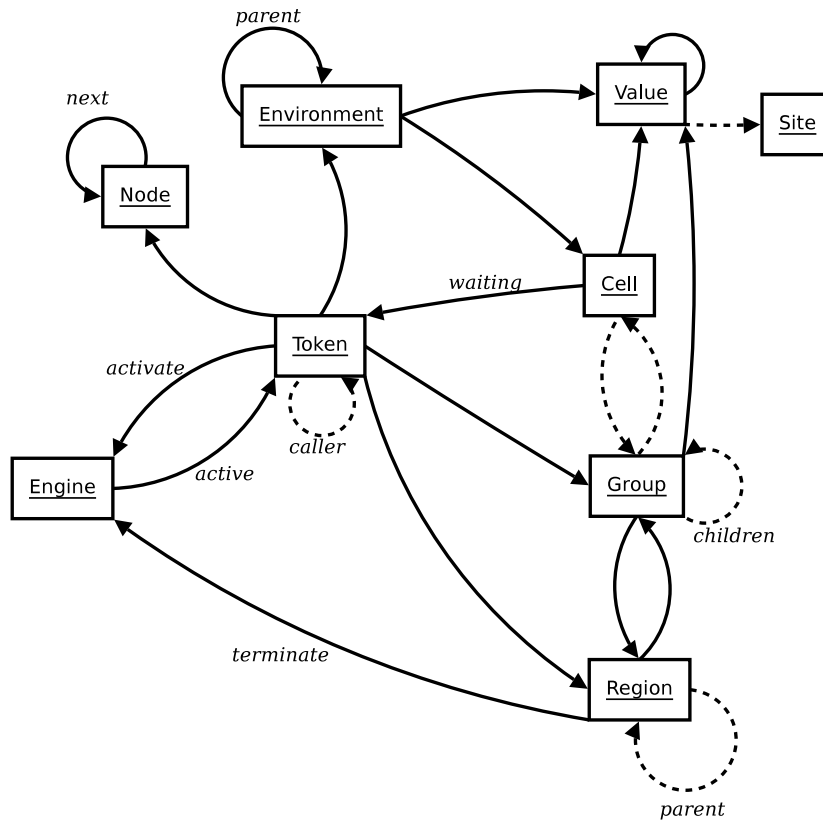 parent
Value
next
Environment
Site
Node
waiting
Cell
Token
activate
caller
active
Engine
Group
children
terminate
Region
parent